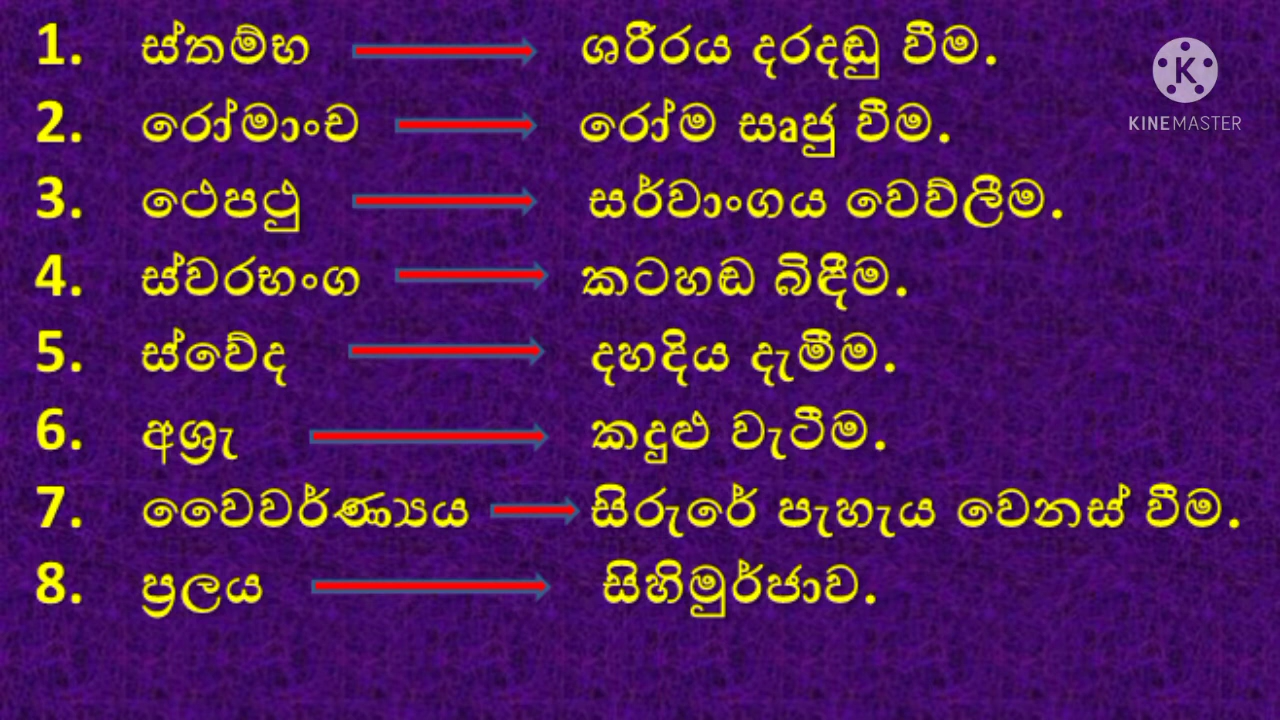 1. ස්තම්භ ශරීරය දරදඬු වීම.
2. රෝමාංච රෝම සෘජු වීම.
3. ථෙපථු සර්වාංගය වෙව්ලීම.
4. ස්වරභංග කටහඬ බිඳීම.
5. ස්වේද දහදිය දැමීම.
6. අශ්‍රැ කදුළු වැටීම.
7. වෛවර්ණ්‍යය සිරුරේ පැහැය වෙනස් වීම.
8. ප්‍රලය සිහිමුර්ජාව.
K
KINEMASTER